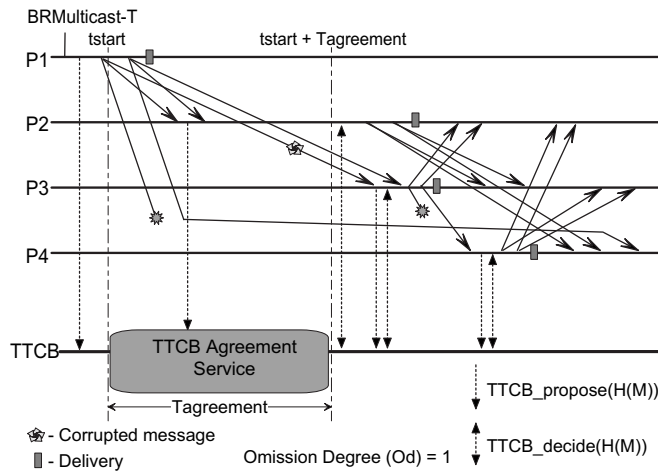 BRMulticast-T
tstart
tstart + Tagreement
P1
P2
P3
P4
TTCB
TTCB Agreement
Service
Tagreement
TTCB_propose(H(M))
TTCB_decide(H(M))
- Corrupted message
- Delivery
Omission Degree (Od) = 1